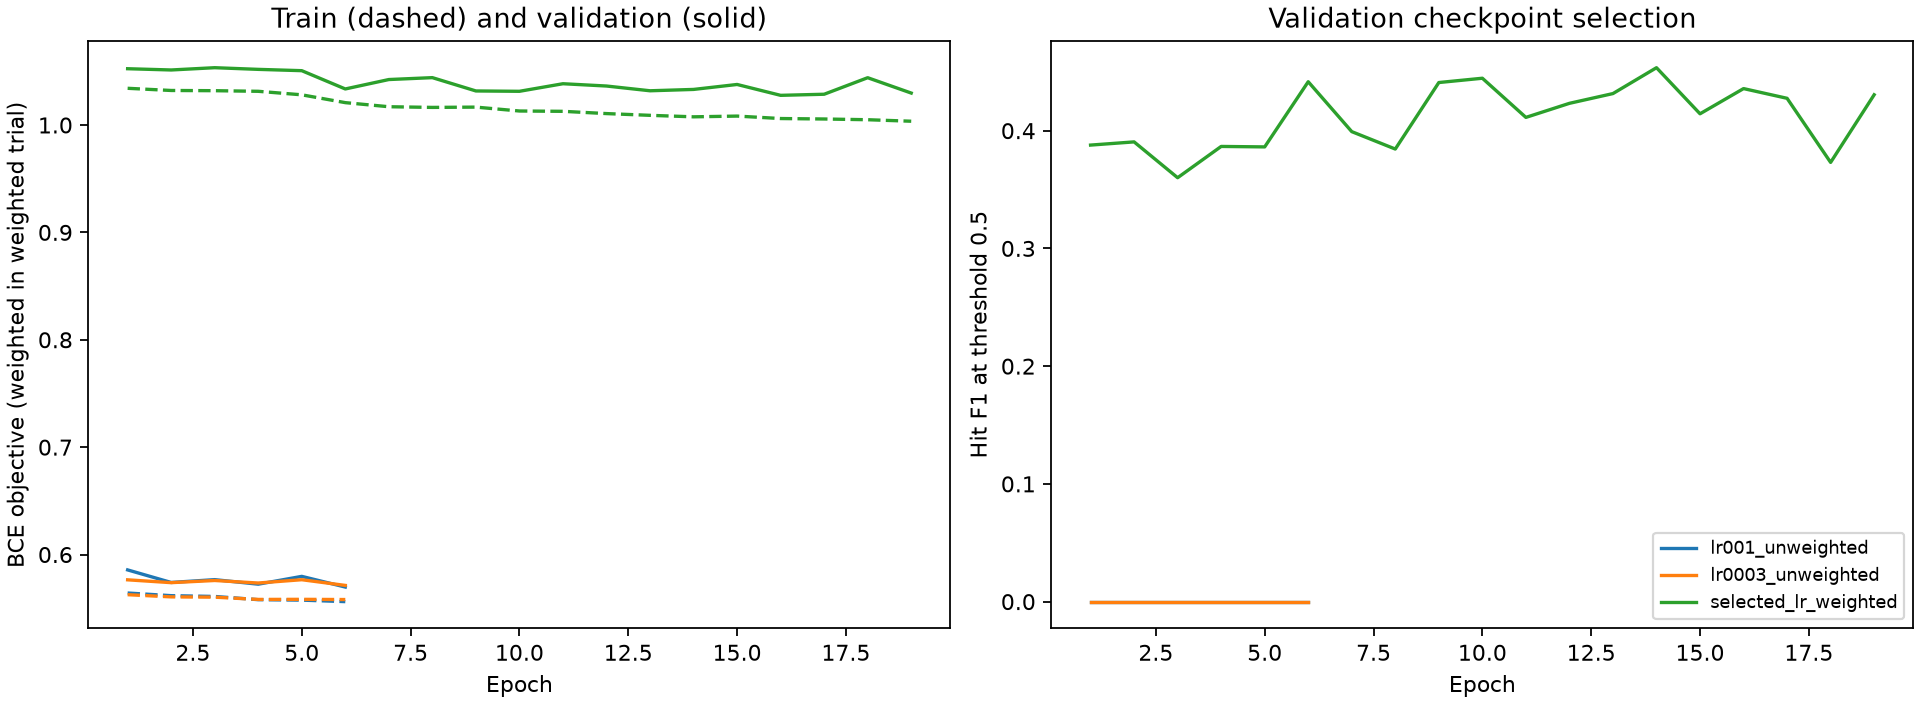 Train (dashed) and validation (solid)
BCE objective (weighted in weighted trial)
1.0
0.9
0.8
0.7
0.6
2.5 5.0 7.5 10.0 12.5 15.0 17.5
Epoch
Validation checkpoint selection
Hit F1 at threshold 0.5
0.4
0.3
0.2
0.1
0.0
lr001_unweighted
lr0003_unweighted
selected_lr_weighted
2.5 5.0 7.5 10.0 12.5 15.0 17.5
Epoch